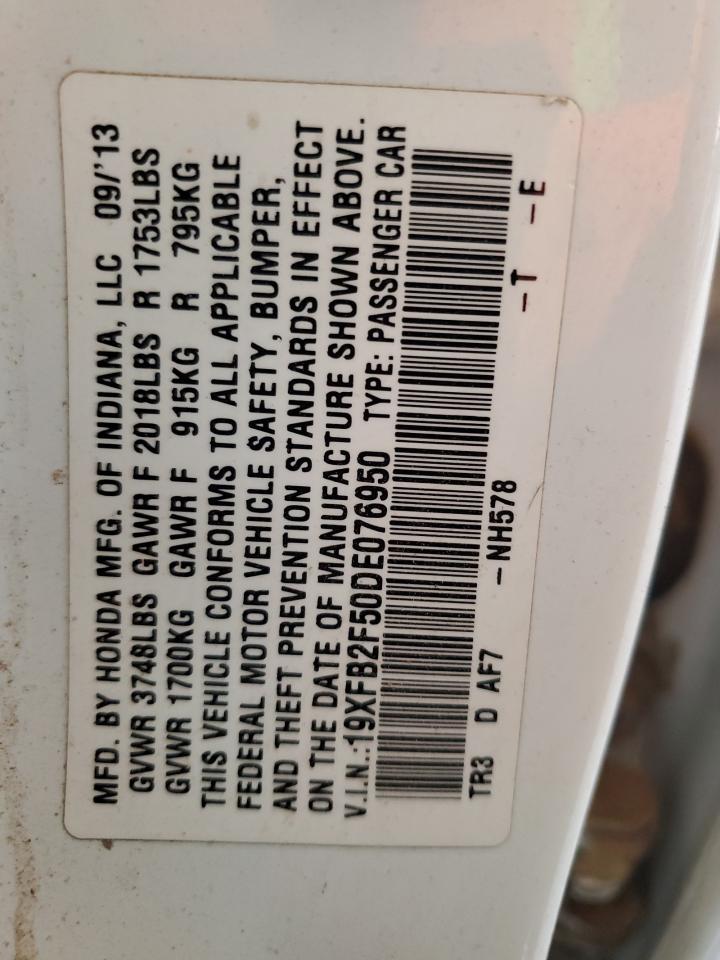 MFD. BY HONDA MFG. OF INDIANA, LLC 09/'13
GVWR 3748LBS GAWR F 2018LBS R 1753LBS
GVWR 1700KG GAWR F 915KG R 795KG
THIS VEHICLE CONFORMS TO ALL APPLICABLE
FEDERAL MOTOR VEHICLE SAFETY, BUMPER,
AND THEFT PREVENTION STANDARDS IN EFFECT
ON THE DATE OF MANUFACTURE SHOWN ABOVE.
V.I.N.:19XFB2F50DE076950 TYPE: PASSENGER CAR
TR3 D AF7 –NH578 –T –E